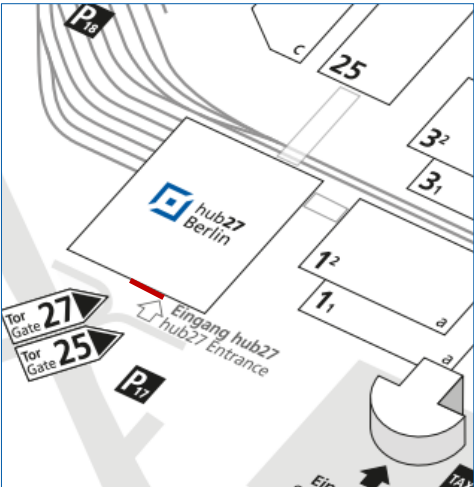 P18
c
25
3²
3₁
hub27
Berlin
1²
1₁
a
a
Tor
Gate 27
Tor
Gate 25
Eingang hub27
hub27 Entrance
P17
TAX